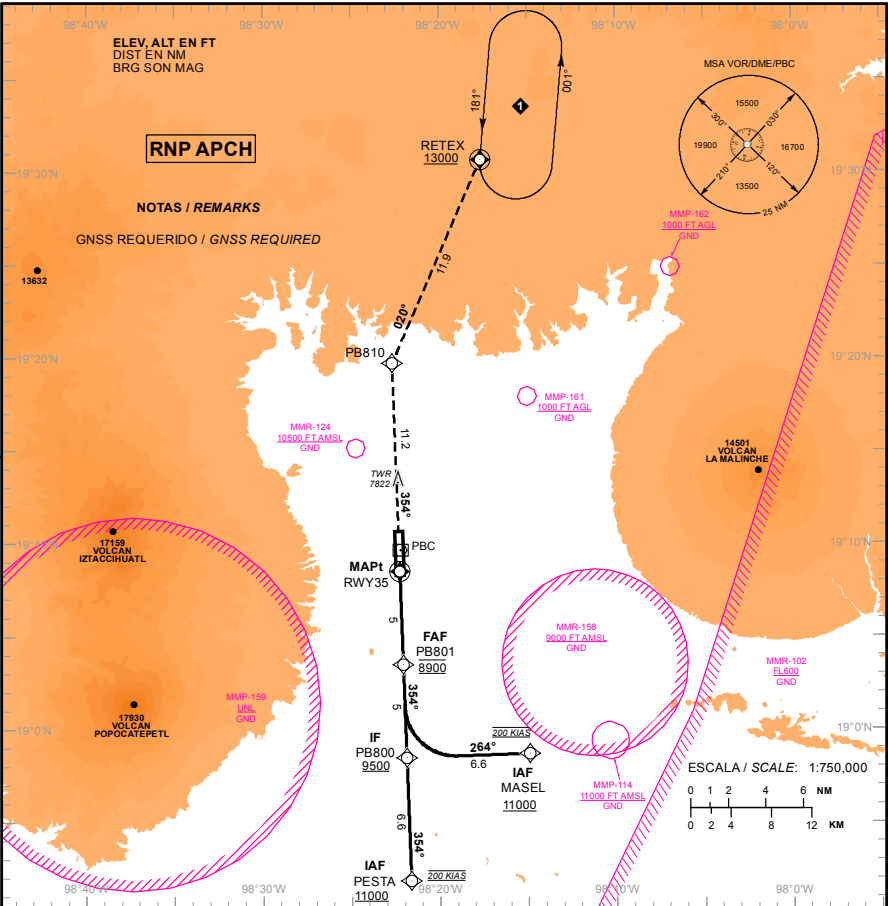 98°40'W
98°30'W
98°20'W
98°10'W
98°0'W
ELEV, ALT EN FT
DIST EN NM
BRG SON MAG
RNP APCH
NOTAS / REMARKS
GNSS REQUERIDO / GNSS REQUIRED
MSA VOR/DME/PBC
15500
300°
030°
19900
16700
210°
120°
13500
25 NM
181°
001°
1
RETEX
13000
19°30'N
19°30'N
13632
MMP-162
1000 FT AGL
GND
11.9
020°
19°20'N
PB810
19°20'N
MMP-161
1000 FT AGL
GND
MMR-124
10500 FT AMSL
GND
11.2
14501
VOLCAN
LA MALINCHE
TWR
7822
354°
19°10'N
17159
VOLCAN
IZTACCIHUATL
PBC
19°10'N
MAPt
RWY35
5
MMR-158
9000 FT AMSL
GND
FAF
PB801
8900
MMR-102
FL600
GND
354°
5
MMP-159
UNL
GND
17930
VOLCAN
POPOCATEPETL
19°0'N
19°0'N
200 KIAS
264°
6.6
IF
PB800
9500
IAF
MASEL
11000
MMP-114
11000 FT AMSL
GND
ESCALA / SCALE: 1:750,000
0 1 2 4 6 NM
0 2 4 8 12 KM
6.6
354°
IAF
PESTA
11000
200 KIAS
98°40'W
98°30'W
98°20'W
98°10'W
98°0'W